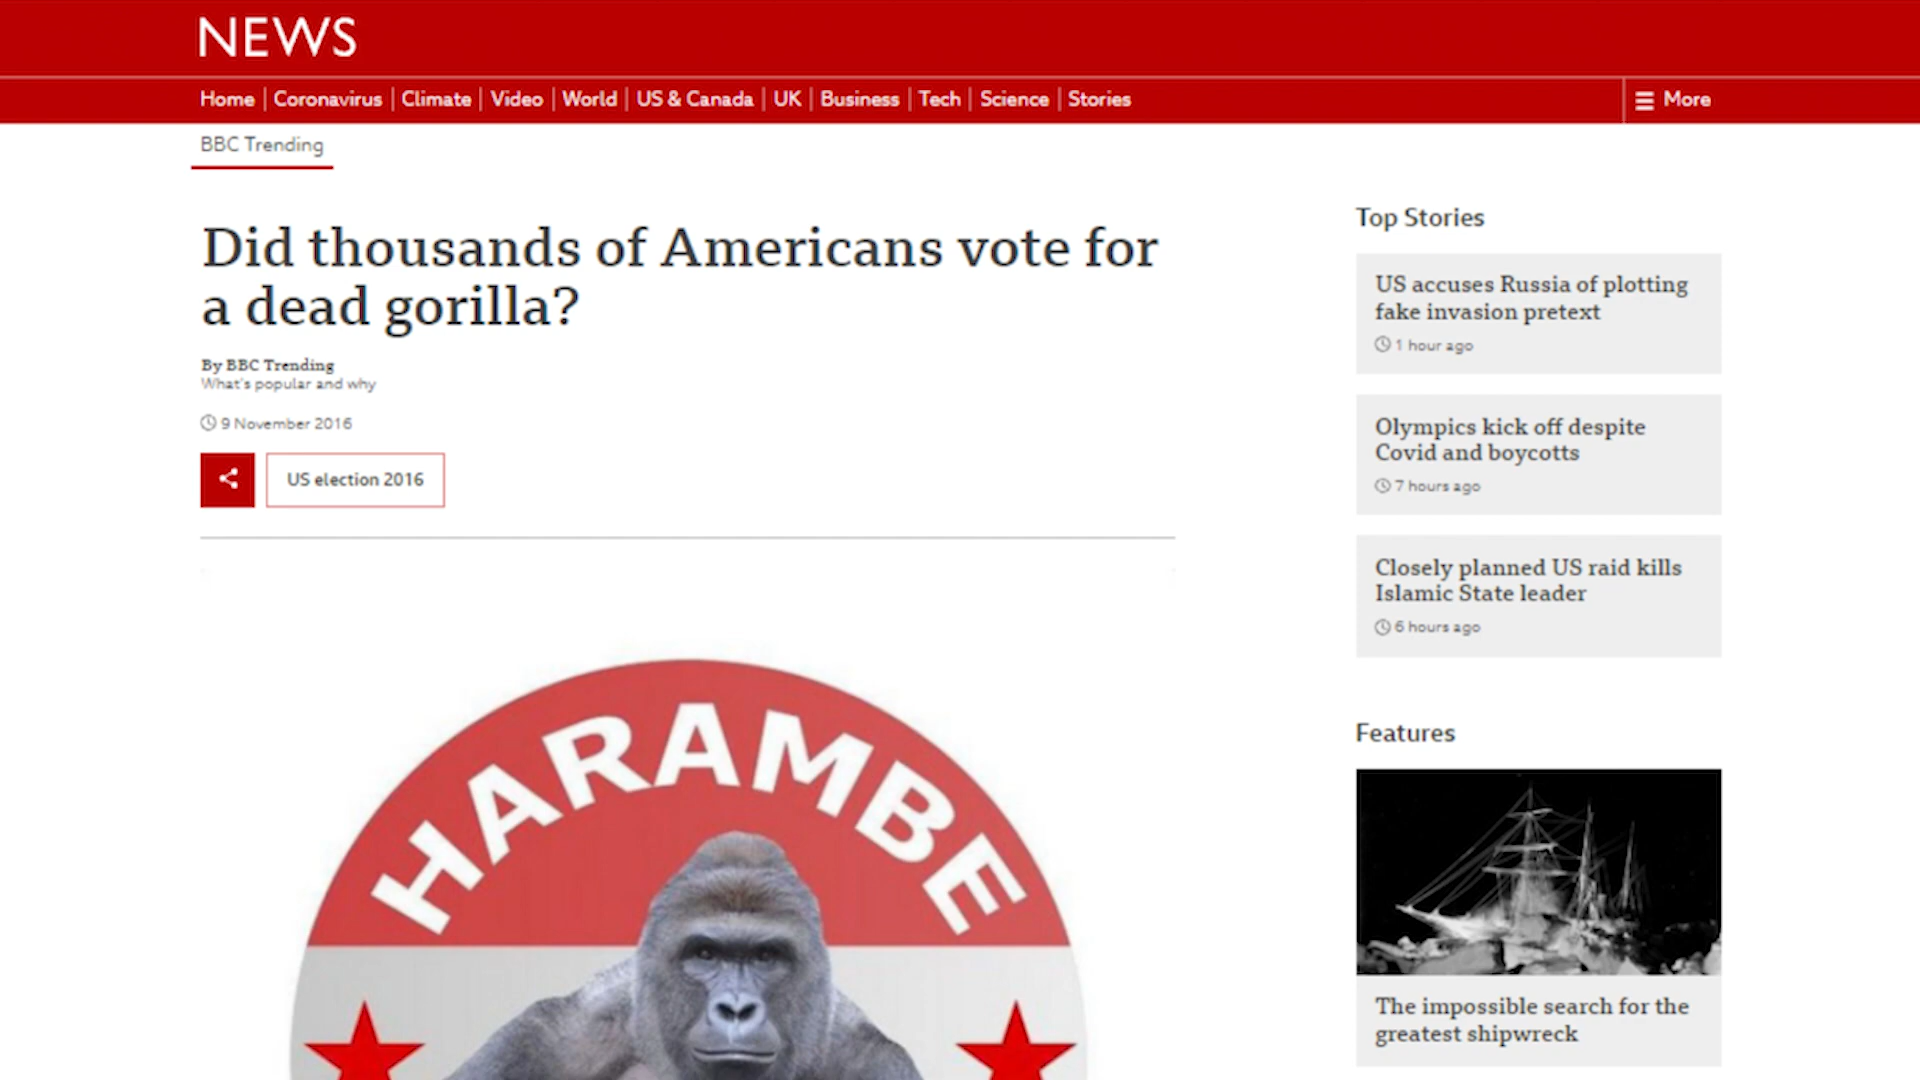 NEWS
Home
Coronavirus
Climate
Video
World
US & Canada
UK
Business
Tech
Science
Stories
More
BBC Trending
Did thousands of Americans vote for
a dead gorilla?
By BBC Trending
What's popular and why
9 November 2016
US election 2016
HARAMBE
Top Stories
US accuses Russia of plotting
fake invasion pretext
1 hour ago
Olympics kick off despite
Covid and boycotts
7 hours ago
Closely planned US raid kills
Islamic State leader
6 hours ago
Features
The impossible search for the
greatest shipwreck